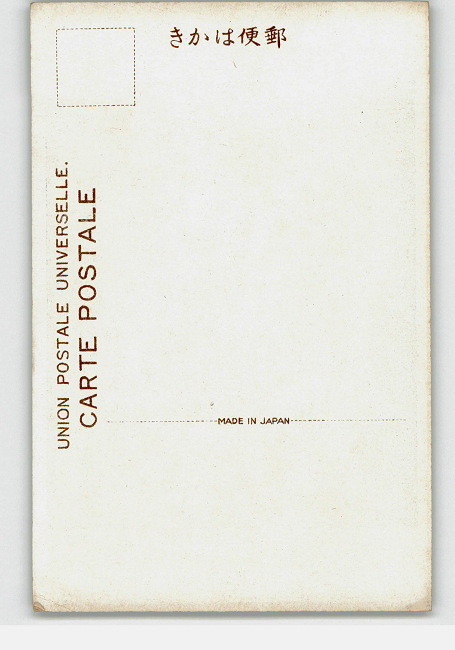 きかは便郵
UNION POSTALE UNIVERSELLE.
CARTE POSTALE
MADE IN JAPAN